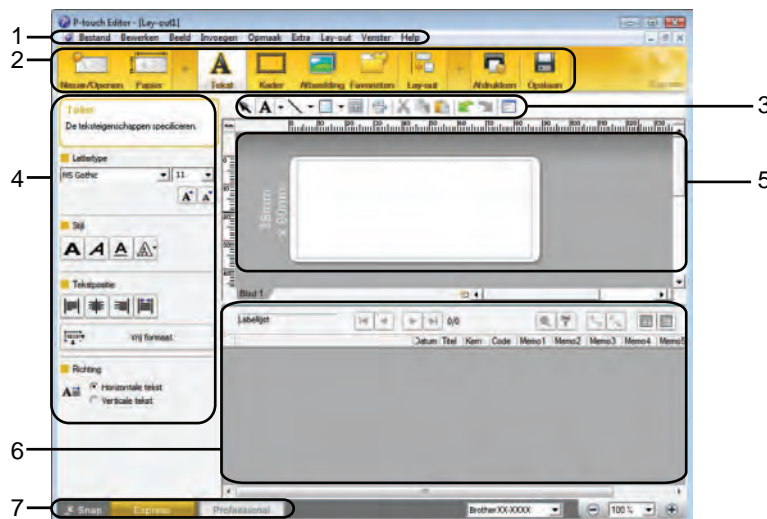 P-touch Editor - [Lay-out1]
1
Bestand Bewerken Beeld Invoegen Opmaak Extra Lay-out Venster Help
2
Nieuw/Openen Papier Tekst Kader Afbeelding Favorieten Lay-out Afdrukken Opslaan
3
4
Tekst
De teksteigenschappen specificeren.
Lettertype
MS Gothic 11
Stijl
Tekstpositie
Vrij formaat
Richting
Horizontale tekst
Verticale tekst
5
38mm
x 90mm
Blad 1
6
Labellijst 0/0
Datum Titel Kern Code Memo1 Memo2 Memo3 Memo4 Memo5
7
Snap Express Professional
Brother XX-XXXX 100 %